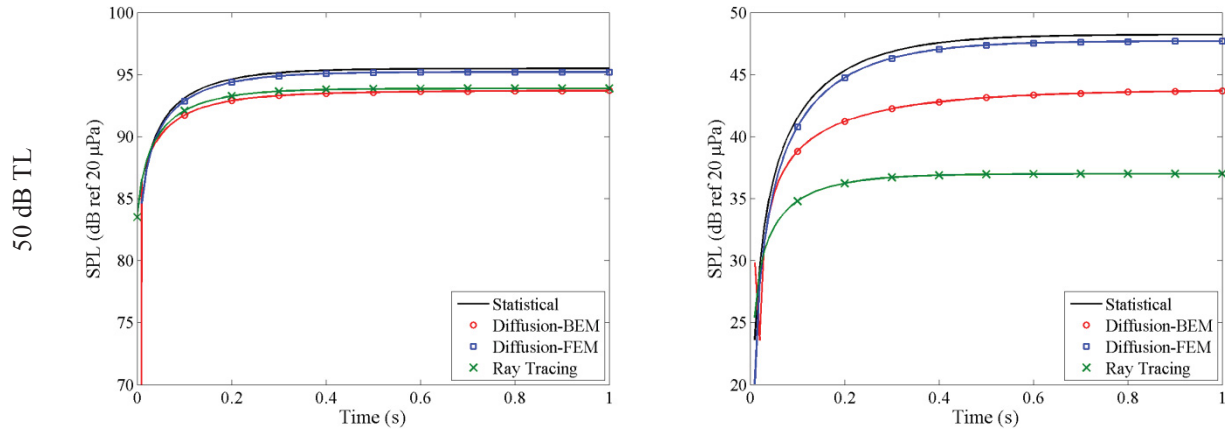 50 dB TL
SPL (dB ref 20 μPa)
100
95
90
85
80
75
70
0
0.2
0.4
0.6
0.8
1
Time (s)
Statistical
Diffusion-BEM
Diffusion-FEM
Ray Tracing
SPL (dB ref 20 μPa)
50
45
40
35
30
25
20
0
0.2
0.4
0.6
0.8
1
Time (s)
Statistical
Diffusion-BEM
Diffusion-FEM
Ray Tracing